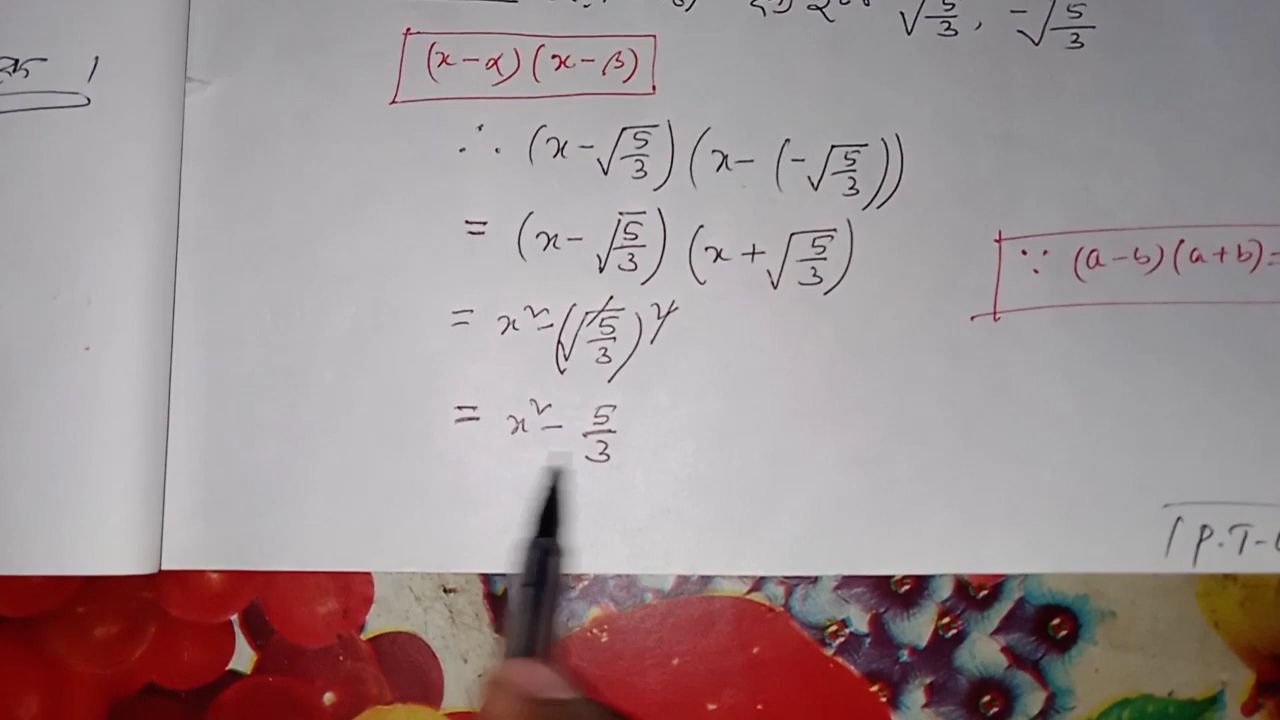 √5/3, -√5/3
(x-α)(x-β)
∴ (x-√5/3)(x-(-√5/3))
= (x-√5/3)(x+√5/3)
∵ (a-b)(a+b)=
= x²-(√5/3)²
= x²- 5/3
P.T-